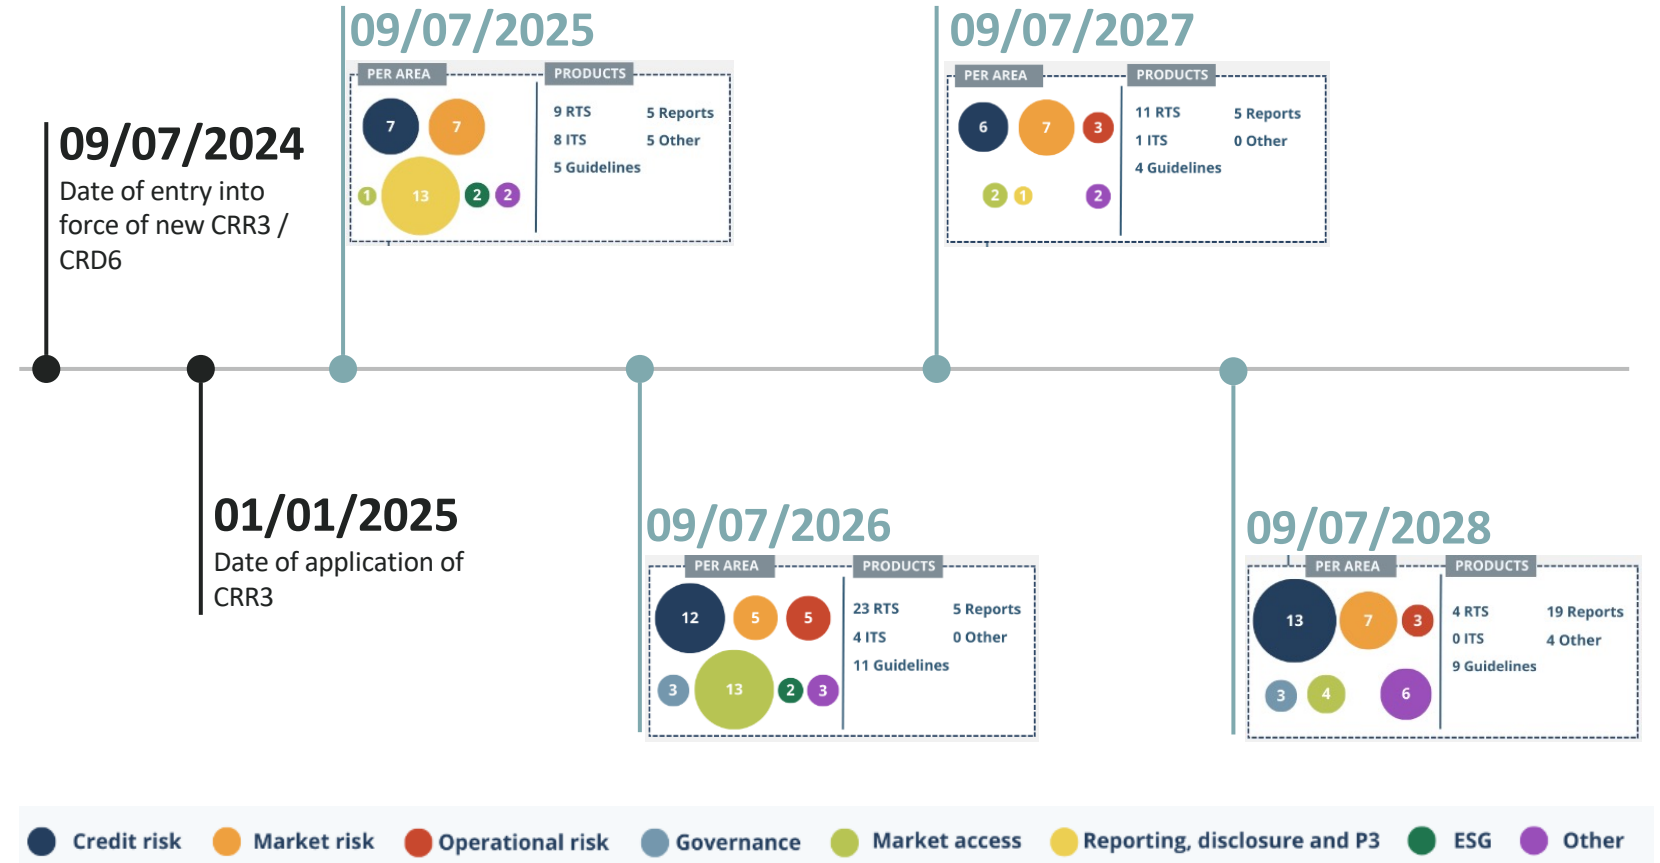 09/07/2024
Date of entry into
force of new CRR3 /
CRD6
01/01/2025
Date of application of
CRR3
09/07/2025
PER AREA
PRODUCTS
7
7
1
13
2
2
9 RTS
5 Reports
8 ITS
5 Other
5 Guidelines
09/07/2026
PER AREA
PRODUCTS
12
5
5
3
13
2
3
23 RTS
5 Reports
4 ITS
0 Other
11 Guidelines
09/07/2027
PER AREA
PRODUCTS
6
7
3
2
1
2
11 RTS
5 Reports
1 ITS
0 Other
4 Guidelines
09/07/2028
PER AREA
PRODUCTS
13
7
3
3
4
6
4 RTS
19 Reports
0 ITS
4 Other
9 Guidelines
Credit risk
Market risk
Operational risk
Governance
Market access
Reporting, disclosure and P3
ESG
Other